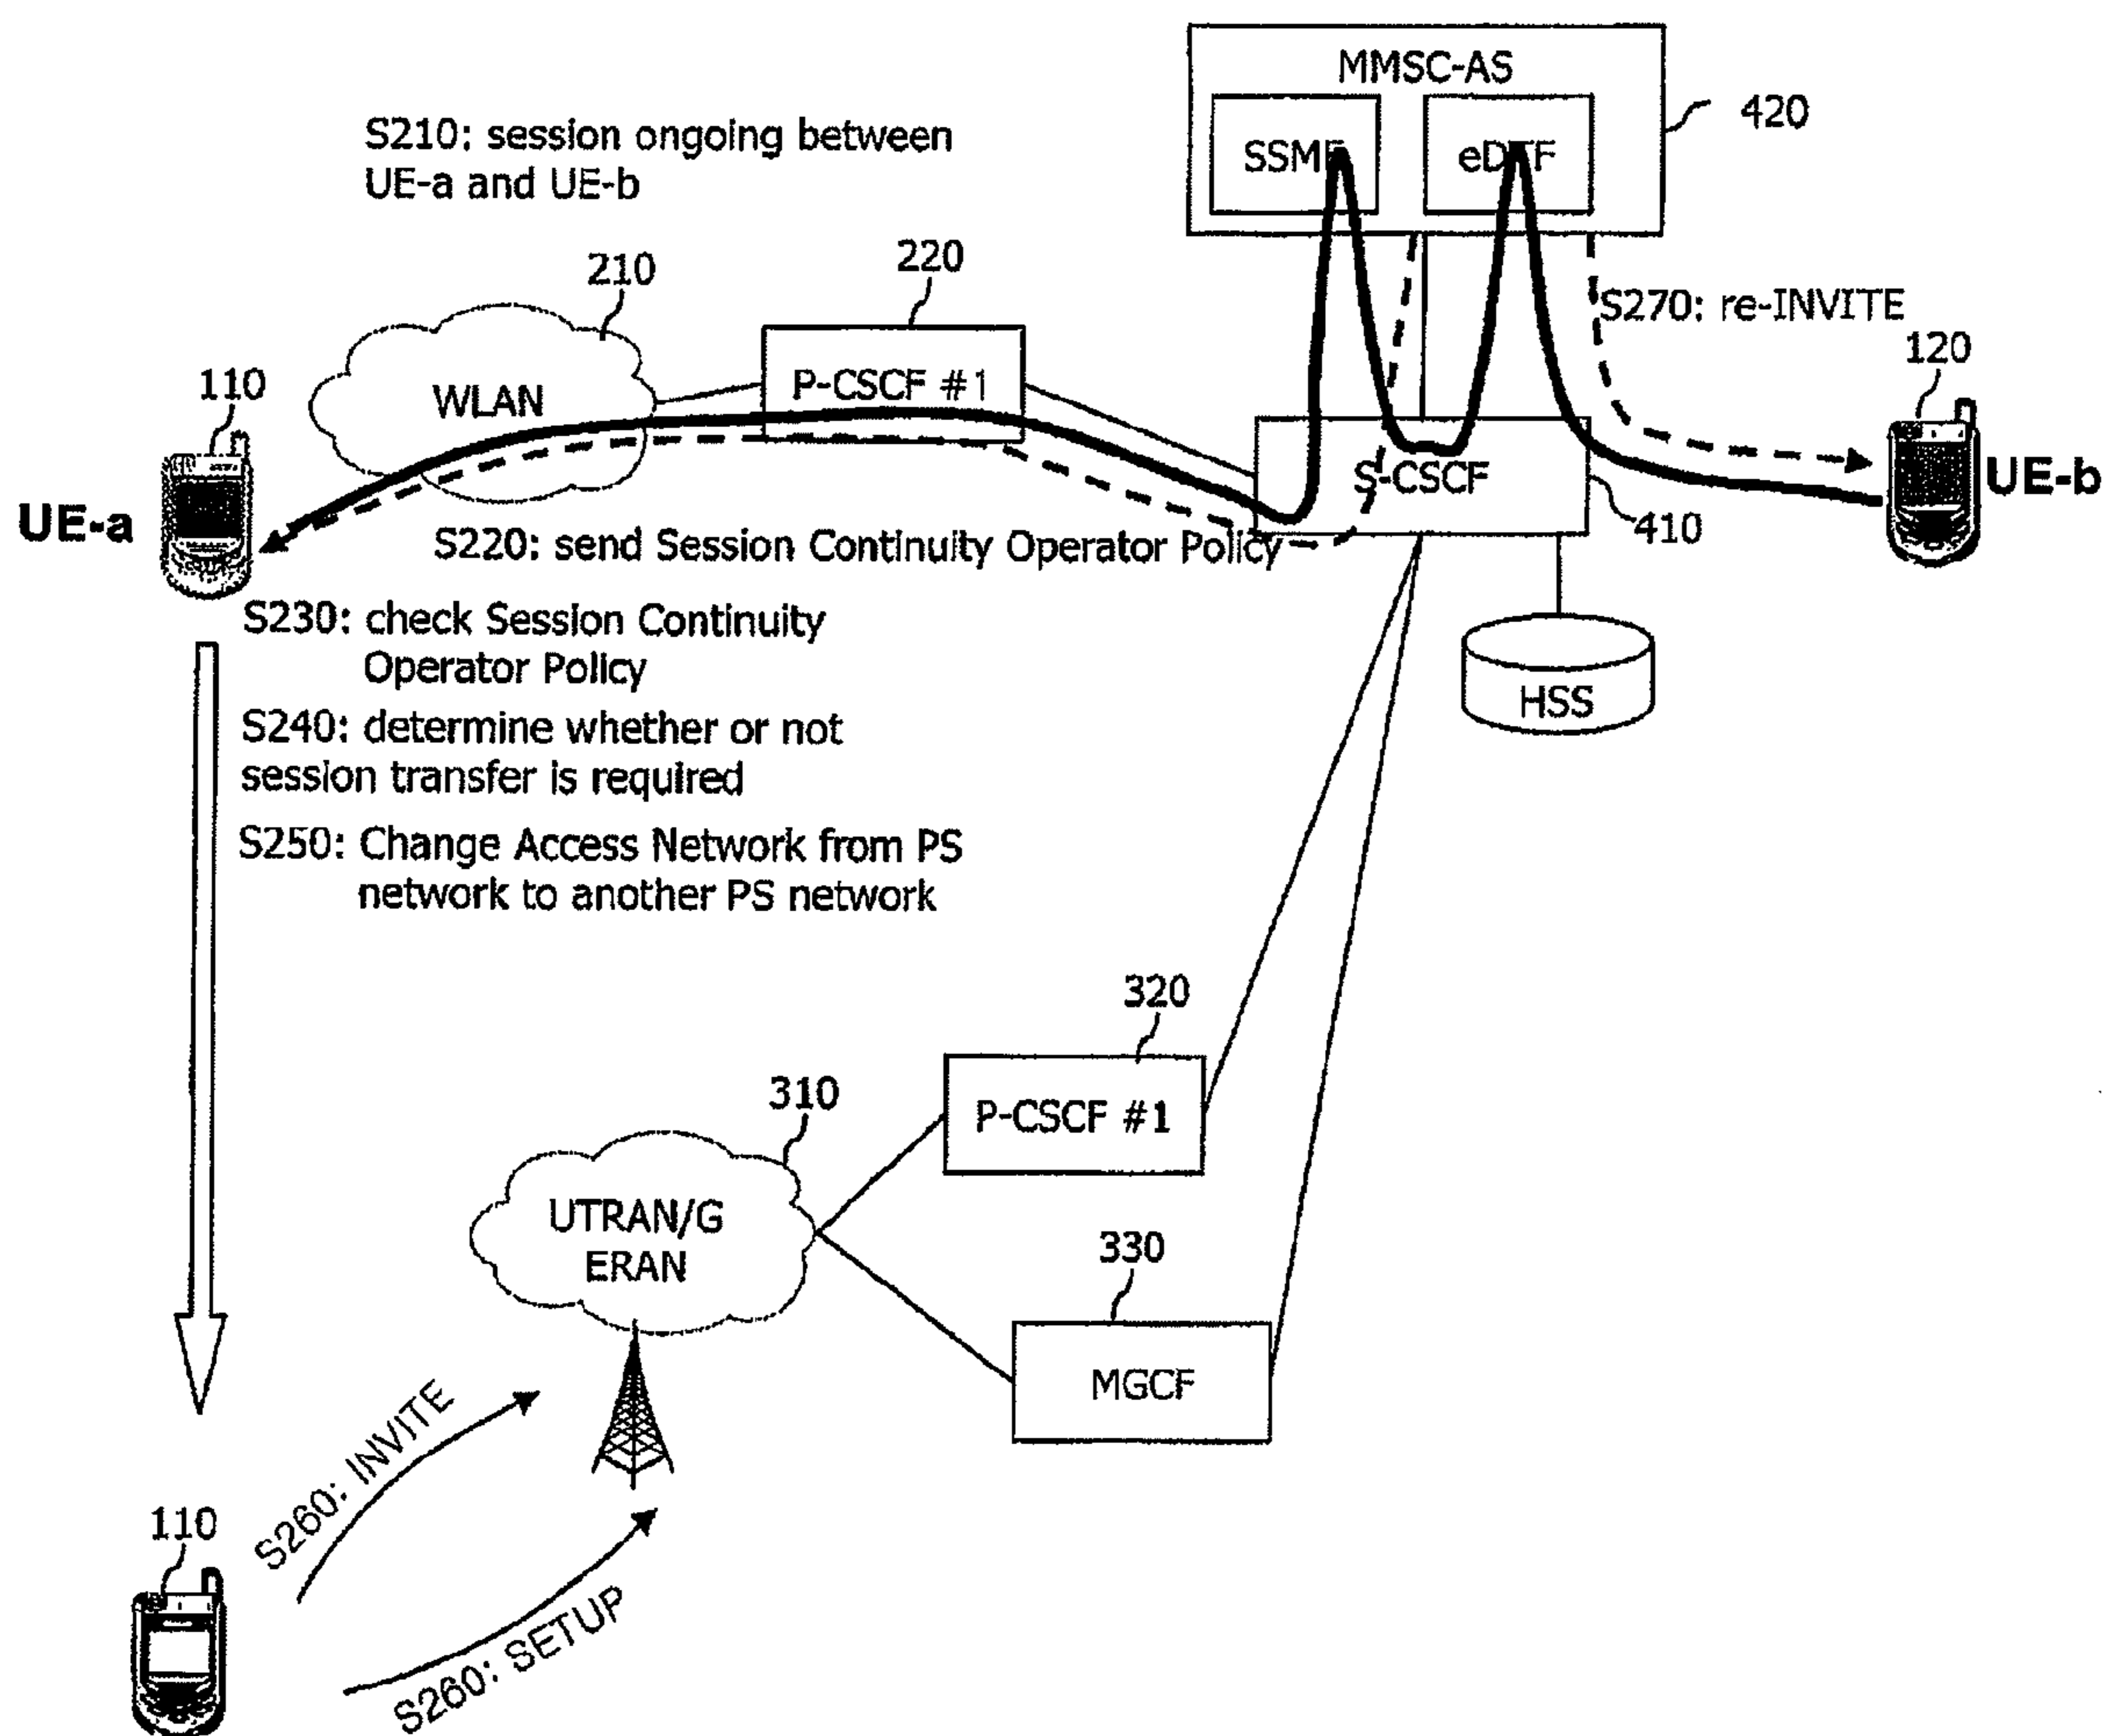 MMSC-AS
SSMF
eDTF
420
S210: session ongoing between
UE-a and UE-b
210
220
S270: re-INVITE
120
110
WLAN
P-CSCF #1
S-CSCF
UE-b
UE-a
410
S220: send Session Continuity Operator Policy
S230: check Session Continuity
Operator Policy
HSS
S240: determine whether or not
session transfer is required
S250: Change Access Network from PS
network to another PS network
320
310
P-CSCF #1
UTRAN/G
ERAN
330
MGCF
S260: INVITE
110
S260: SETUP